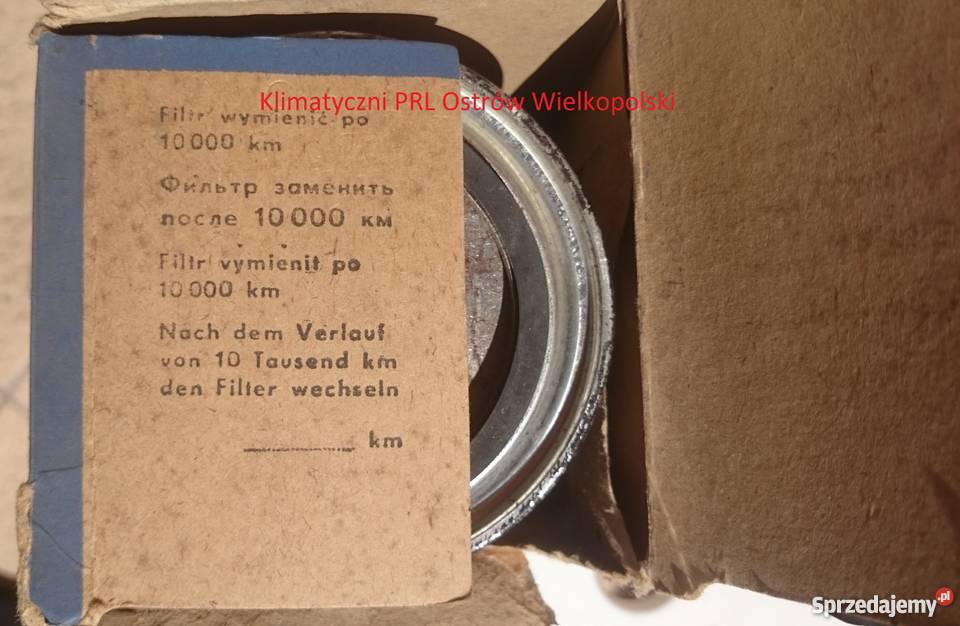 Klimatyczni PRL Ostrów Wielkopolski
Filtr wymienić po
10 000 km
Фильтр заменить
после 10 000 км
Filtr vymienit po
10 000 km
Nach dem Verlauf
von 10 Tausend km
den Filter wechseln
km
Sprzedajemy.pl